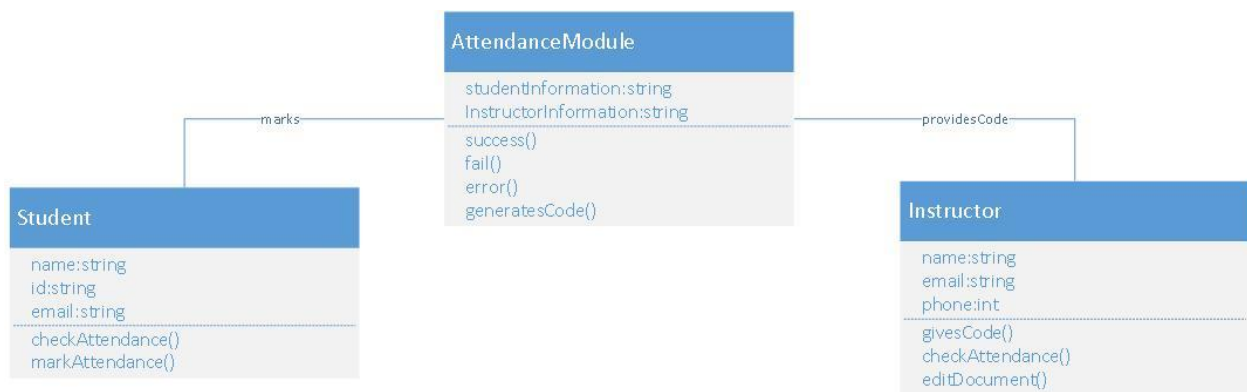 AttendanceModule
studentInformation:string
InstructorInformation:string
success()
fail()
error()
generatesCode()
marks
providesCode
Student
name:string
id:string
email:string
checkAttendance()
markAttendance()
Instructor
name:string
email:string
phone:int
givesCode()
checkAttendance()
editDocument()